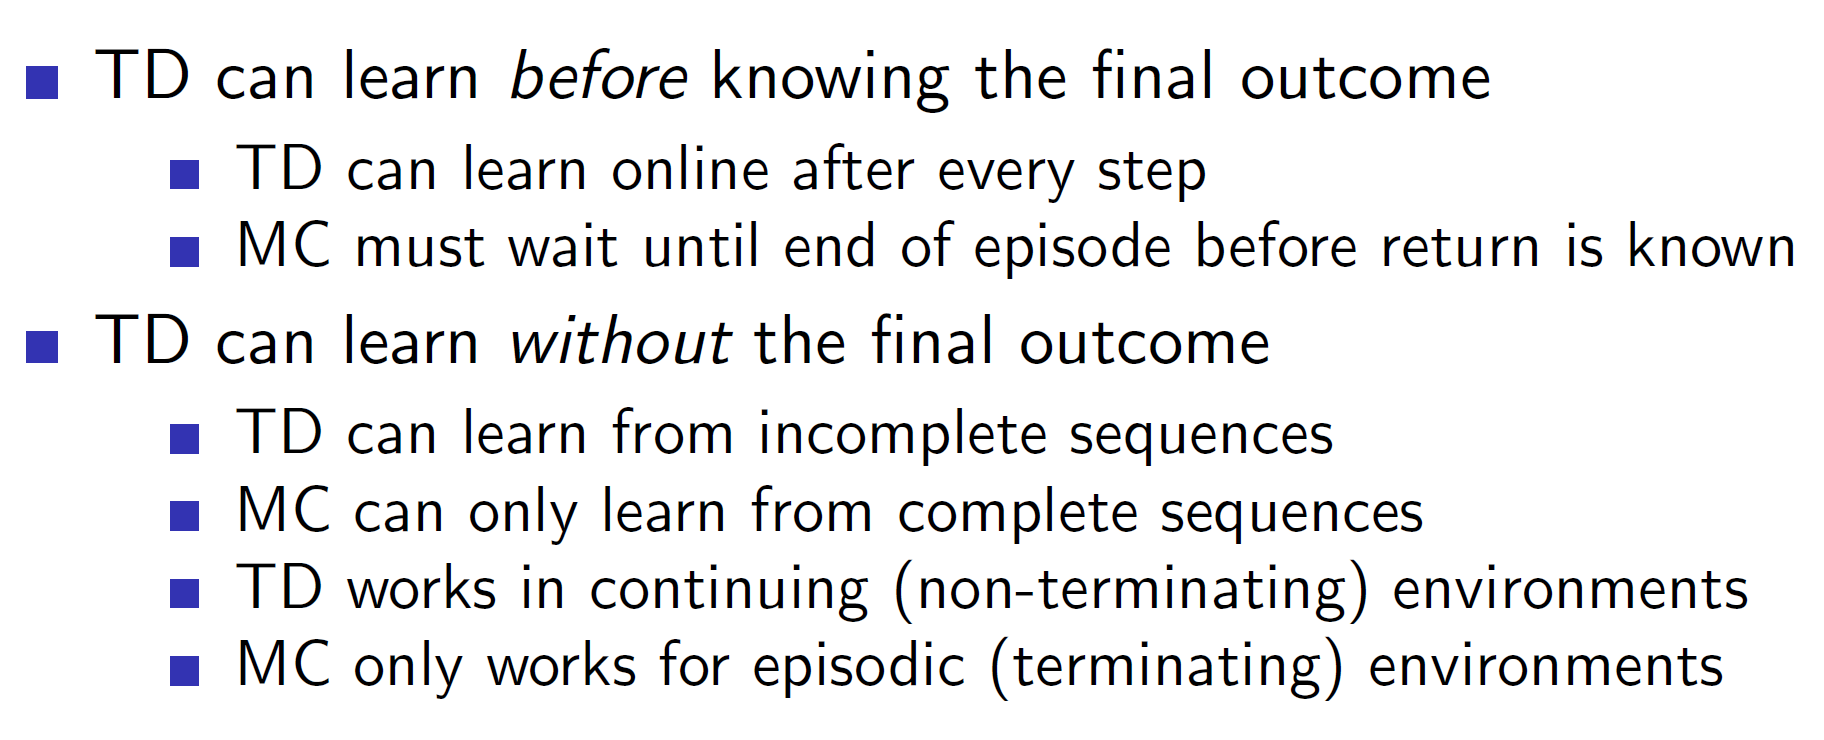 TD can learn before knowing the final outcome
TD can learn online after every step
MC must wait until end of episode before return is known
TD can learn without the final outcome
TD can learn from incomplete sequences
MC can only learn from complete sequences
TD works in continuing (non-terminating) environments
MC only works for episodic (terminating) environments